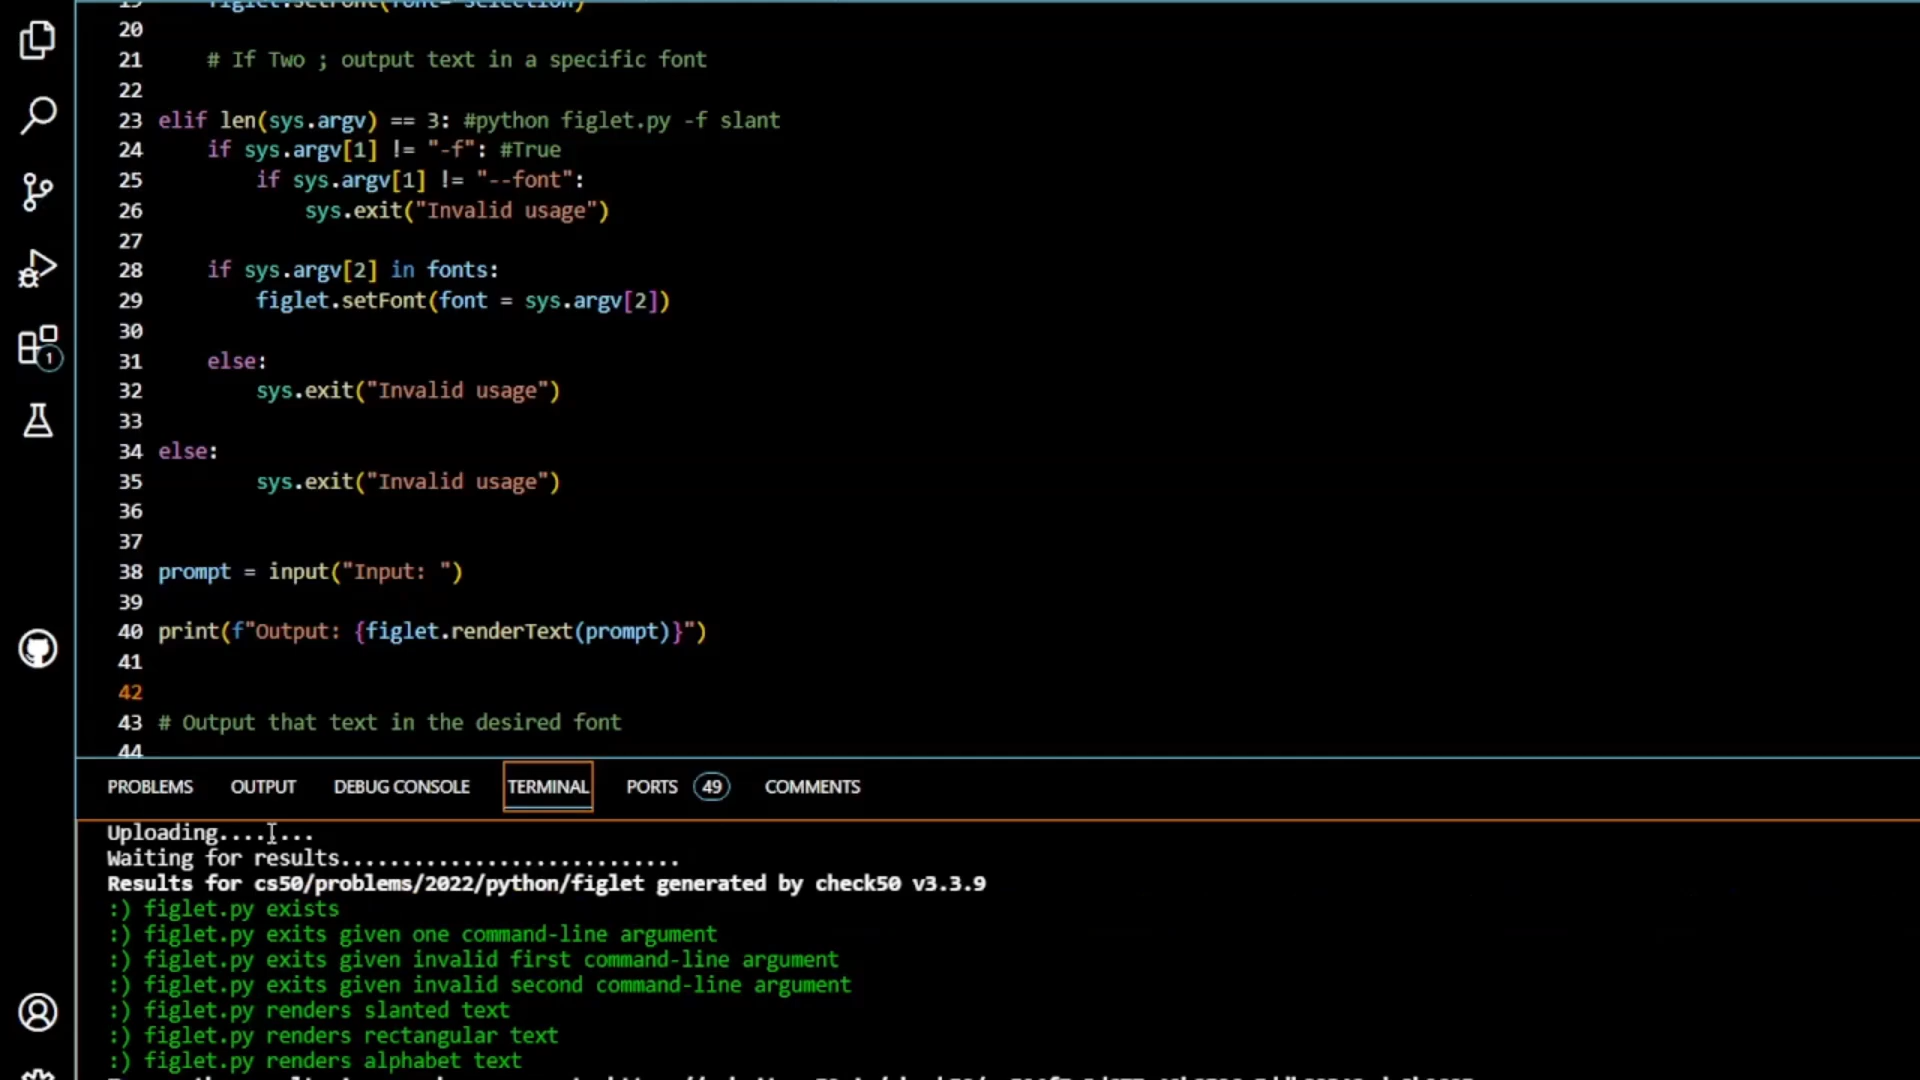 19 figlet.setFont(font= selection)
20
21 # If Two ; output text in a specific font
22
23 elif len(sys.argv) == 3: #python figlet.py -f slant
24 if sys.argv[1] != "-f": #True
25 if sys.argv[1] != "--font":
26 sys.exit("Invalid usage")
27
28 if sys.argv[2] in fonts:
29 figlet.setFont(font = sys.argv[2])
30
31 else:
32 sys.exit("Invalid usage")
33
34 else:
35 sys.exit("Invalid usage")
36
37
38 prompt = input("Input: ")
39
40 print(f"Output: {figlet.renderText(prompt)}")
41
42
43 # Output that text in the desired font
44
1
PROBLEMS OUTPUT DEBUG CONSOLE TERMINAL PORTS 49 COMMENTS
Uploading.......
Waiting for results............................
Results for cs50/problems/2022/python/figlet generated by check50 v3.3.9
:) figlet.py exists
:) figlet.py exits given one command-line argument
:) figlet.py exits given invalid first command-line argument
:) figlet.py exits given invalid second command-line argument
:) figlet.py renders slanted text
:) figlet.py renders rectangular text
:) figlet.py renders alphabet text